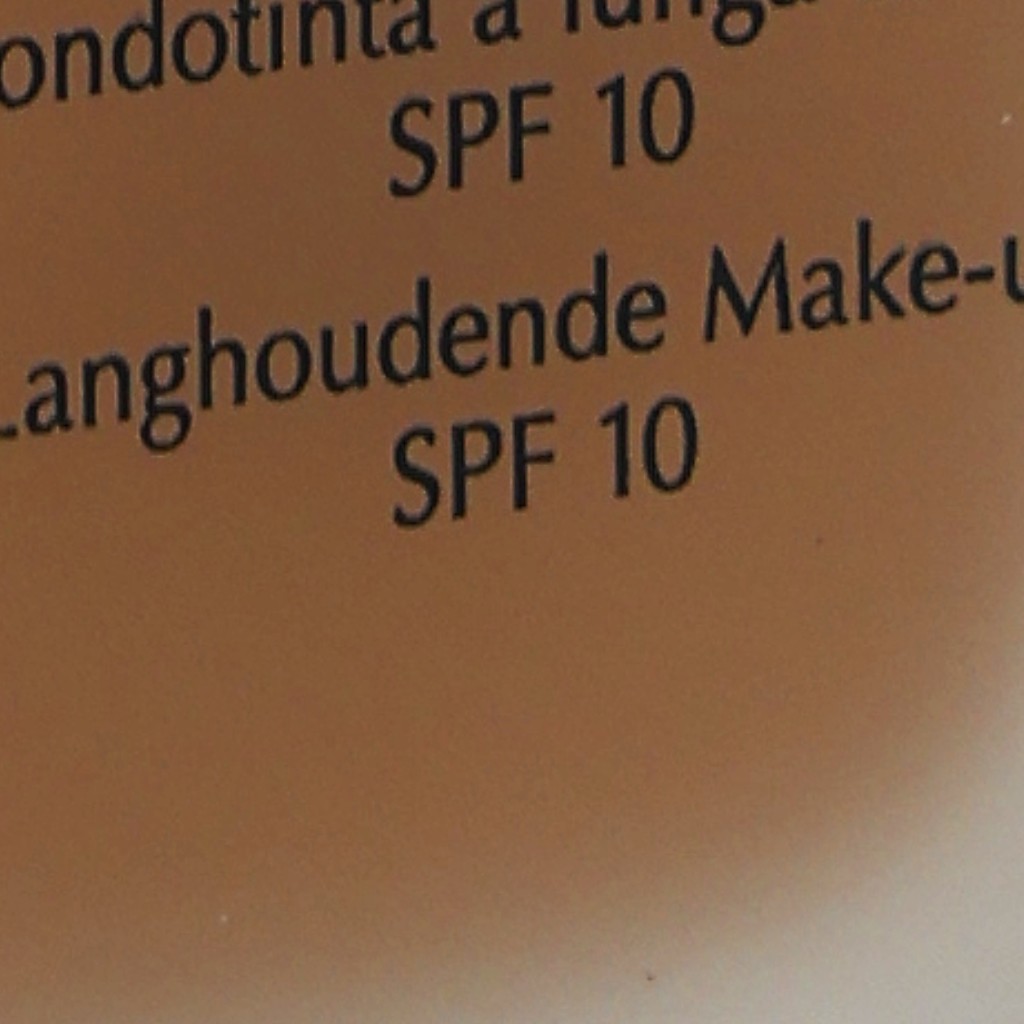 ondotinta a lunga
SPF 10
Langhoudende Make-u
SPF 10